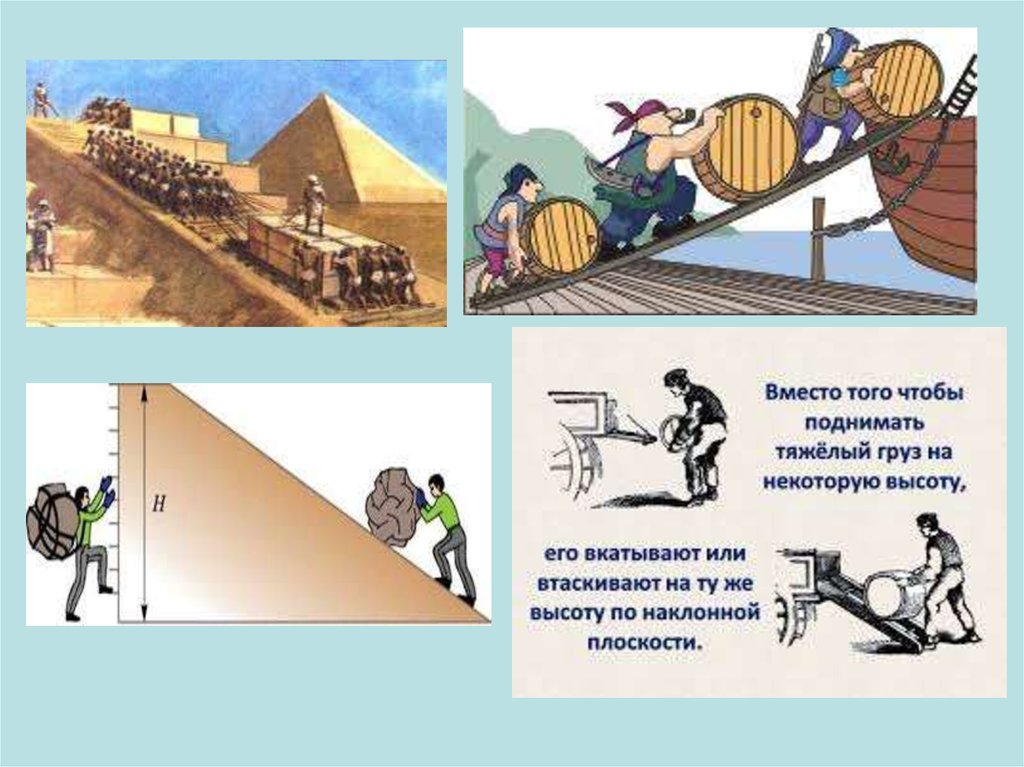 H
Вместо того чтобы
поднимать
тяжёлый груз на
некоторую высоту,
его вкатывают или
втаскивают на ту же
высоту по наклонной
плоскости.